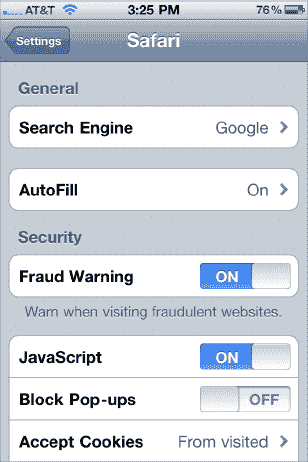 AT&T 3:25 PM 76%
Settings Safari
General
Search Engine Google
AutoFill On
Security
Fraud Warning ON
Warn when visiting fraudulent websites.
JavaScript ON
Block Pop-ups OFF
Accept Cookies From visited